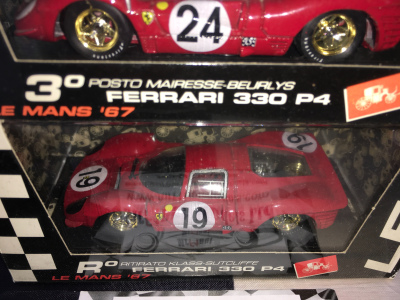 24
3º POSTO MAIRESSE-BEURLYS
FERRARI 330 P4
LE MANS '67
19
19
19
Rº RITIRATO KLASS-SUTCLIFFE
FERRARI 330 P4
LE MANS '67